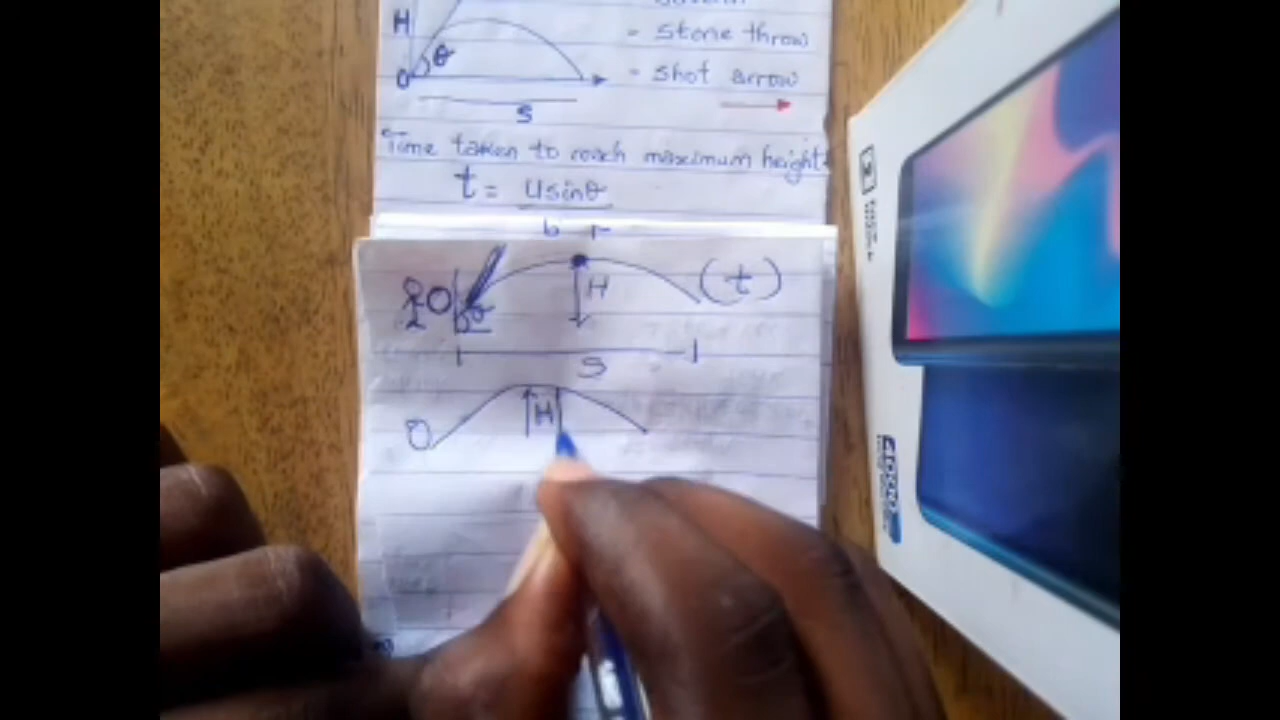 H
- stone throw
θ
O
- shot arrow
S
Time taken to reach maximum height
t = usinθ
(t)
H
θ
S
H
O